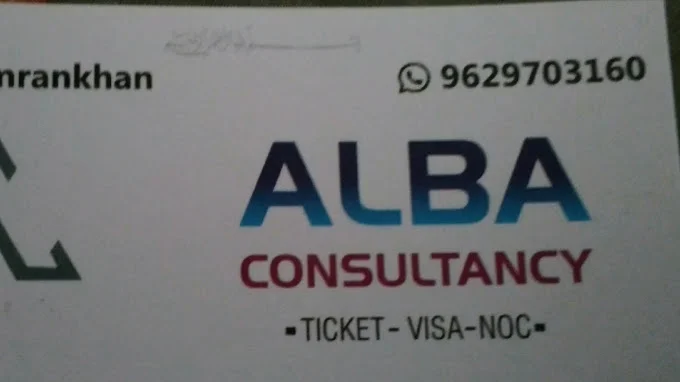 nrankhan
9629703160
ALBA
CONSULTANCY
▪TICKET- VISA-NOC▪